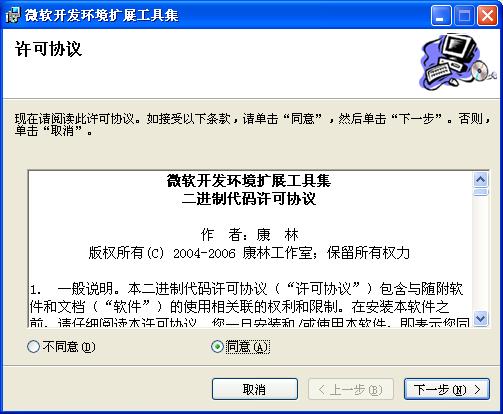 微软开发环境扩展工具集
许可协议
现在请阅读此许可协议。如接受以下条款，请单击“同意”，然后单击“下一步”。否则，
单击“取消”。
微软开发环境扩展工具集
二进制代码许可协议
作 者：康 林
版权所有(C) 2004-2006 康林工作室；保留所有权力
1. 一般说明。本二进制代码许可协议（“许可协议”）包含与随附软
件和文档（“软件”）的使用相关联的权利和限制。在安装本软件之
前，请仔细阅读本许可协议。您一旦安装和/或使用本软件，即表示您同
不同意(D)
同意(A)
取消
< 上一步(B)
下一步(N) >